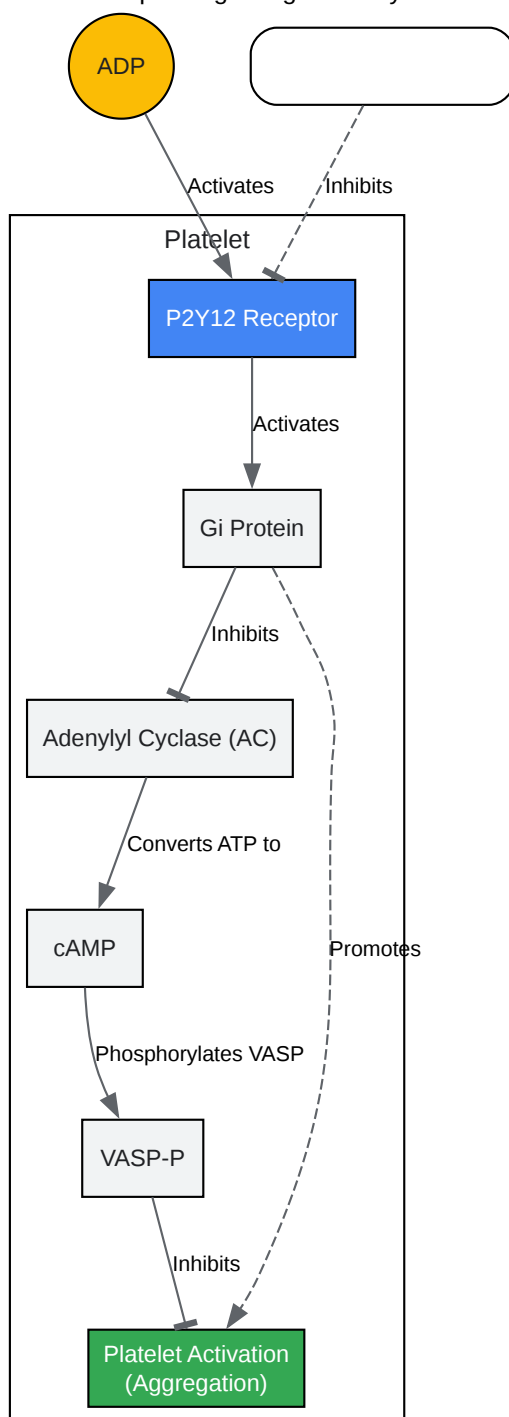 ADP
Activates
Inhibits
Platelet
P2Y12 Receptor
Activates
Gi Protein
Inhibits
Adenylyl Cyclase (AC)
Converts ATP to
cAMP
Promotes
Phosphorylates VASP
VASP-P
Inhibits
Platelet Activation
(Aggregation)